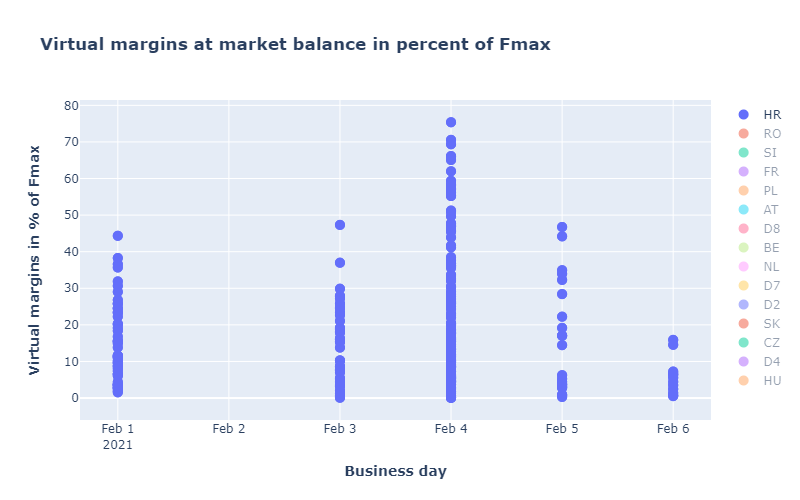 Virtual margins at market balance in percent of Fmax
Virtual margins in % of Fmax
80
70
60
50
40
30
20
10
0
Feb 1
2021
Feb 2
Feb 3
Feb 4
Feb 5
Feb 6
Business day
HR
RO
SI
FR
PL
AT
D8
BE
NL
D7
D2
SK
CZ
D4
HU